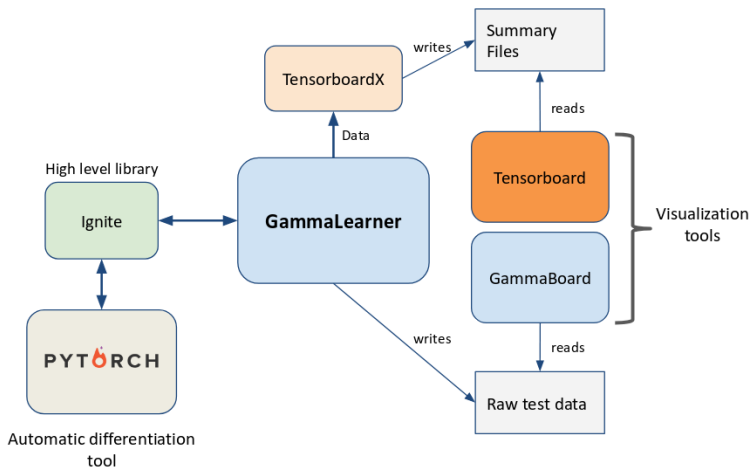 Summary
Files
writes
TensorboardX
reads
Data
High level library
Tensorboard
Ignite
GammaLearner
Visualization
tools
GammaBoard
PYTORCH
writes
reads
Raw test data
Automatic differentiation
tool